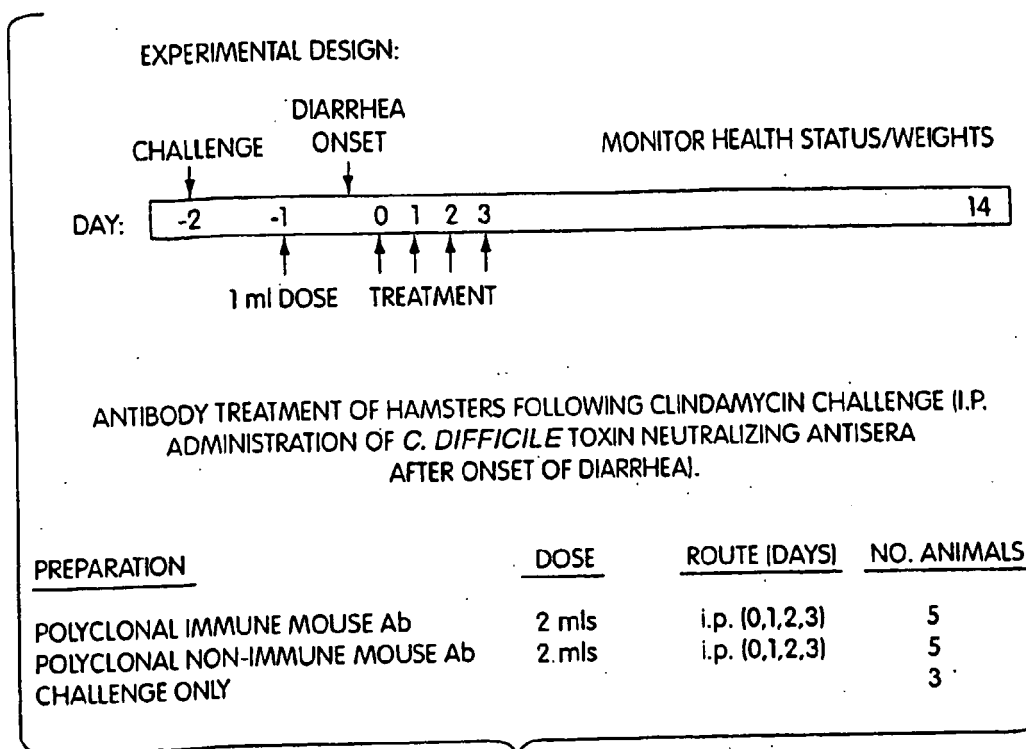 EXPERIMENTAL DESIGN:
DIARRHEA
CHALLENGE ONSET MONITOR HEALTH STATUS/WEIGHTS
DAY: -2 -1 0 1 2 3 14
1 ml DOSE TREATMENT
ANTIBODY TREATMENT OF HAMSTERS FOLLOWING CLINDAMYCIN CHALLENGE (I.P.
ADMINISTRATION OF C. DIFFICILE TOXIN NEUTRALIZING ANTISERA
AFTER ONSET OF DIARRHEA).
PREPARATION DOSE ROUTE (DAYS) NO. ANIMALS
POLYCLONAL IMMUNE MOUSE Ab 2 mls i.p. (0,1,2,3) 5
POLYCLONAL NON-IMMUNE MOUSE Ab 2 mls i.p. (0,1,2,3) 5
CHALLENGE ONLY 3